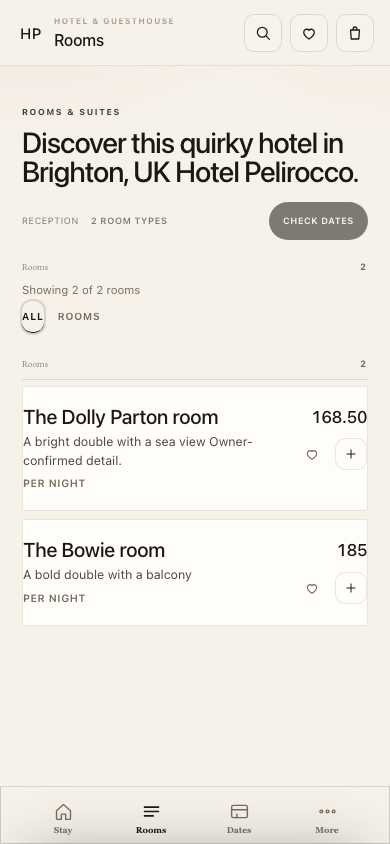 HP
HOTEL & GUESTHOUSE
Rooms
ROOMS & SUITES
Discover this quirky hotel in
Brighton, UK Hotel Pelirocco.
RECEPTION 2 ROOM TYPES
CHECK DATES
Rooms 2
Showing 2 of 2 rooms
ALL ROOMS
Rooms 2
The Dolly Parton room 168.50
A bright double with a sea view Owner-
confirmed detail.
PER NIGHT
The Bowie room 185
A bold double with a balcony
PER NIGHT
Stay Rooms Dates More